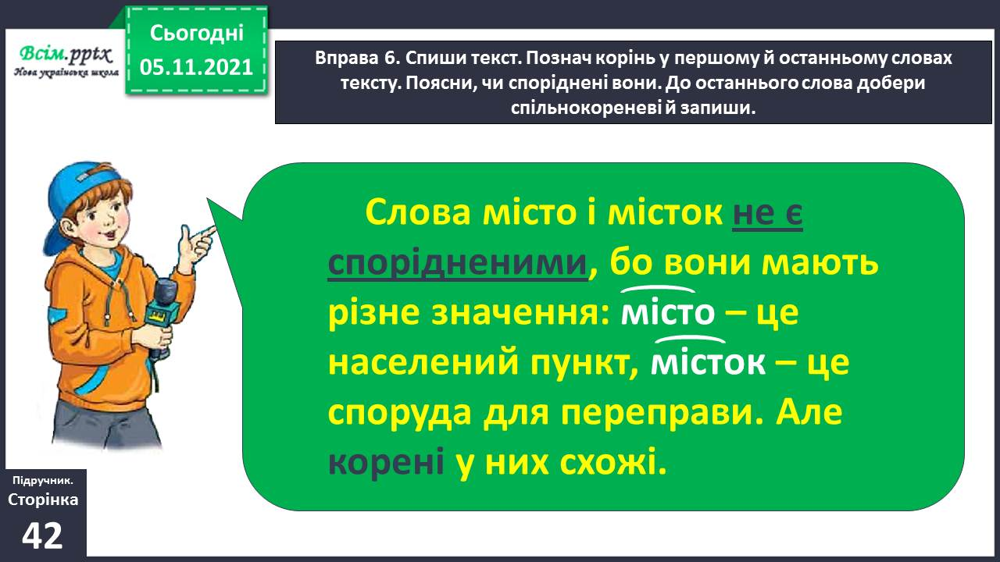 Всім.pptx
Нова українська школа
Сьогодні
05.11.2021
Вправа 6. Спиши текст. Познач корінь у першому й останньому словах
тексту. Поясни, чи споріднені вони. До останнього слова добери
спільнокореневі й запиши.
Слова місто і місток не є
спорідненими, бо вони мають
різне значення: місто – це
населений пункт, місток – це
споруда для переправи. Але
корені у них схожі.
Підручник.
Сторінка
42